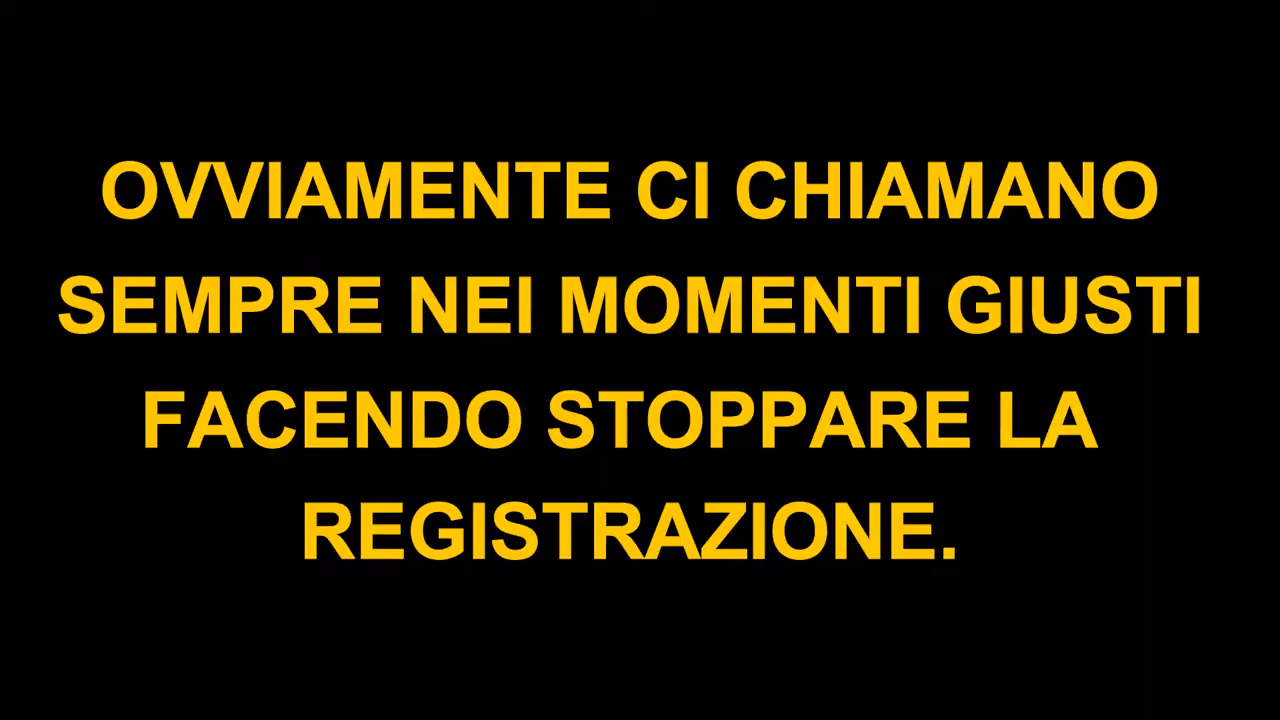 OVVIAMENTE CI CHIAMANO
SEMPRE NEI MOMENTI GIUSTI
FACENDO STOPPARE LA
REGISTRAZIONE.